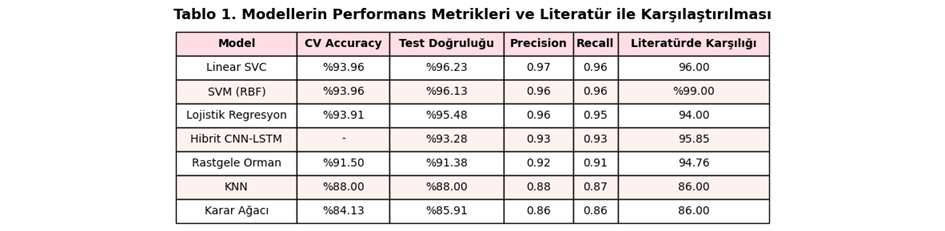 Tablo 1. Modellerin Performans Metrikleri ve Literatür ile Karşılaştırılması
Model CV Accuracy Test Doğruluğu Precision Recall Literatürde Karşılığı
Linear SVC %93.96 %96.23 0.97 0.96 96.00
SVM (RBF) %93.96 %96.13 0.96 0.96 %99.00
Lojistik Regresyon %93.91 %95.48 0.96 0.95 94.00
Hibrit CNN-LSTM - %93.28 0.93 0.93 95.85
Rastgele Orman %91.50 %91.38 0.92 0.91 94.76
KNN %88.00 %88.00 0.88 0.87 86.00
Karar Ağacı %84.13 %85.91 0.86 0.86 86.00